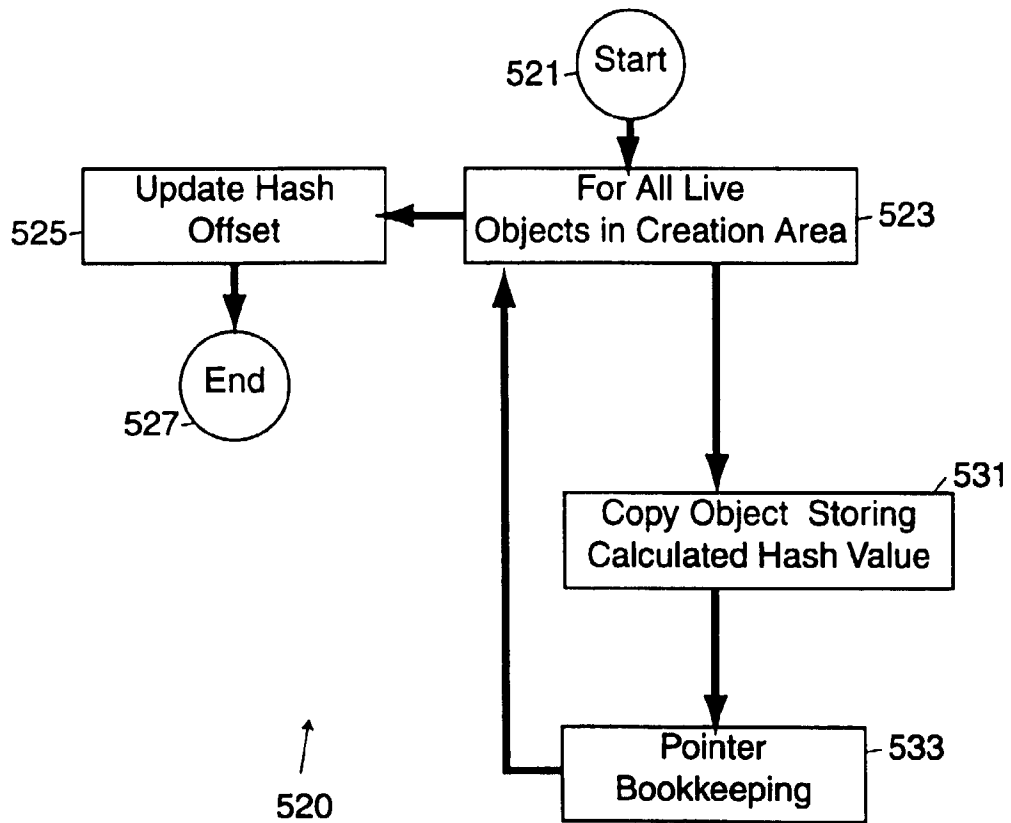 Start
521
For All Live
Objects in Creation Area
523
Update Hash
Offset
525
End
527
531
Copy Object Storing
Calculated Hash Value
Pointer
Bookkeeping
533
520